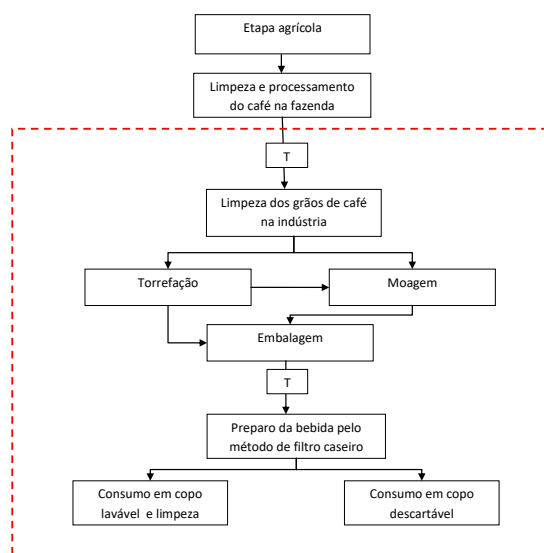 Etapa agrícola
Limpeza e processamento
do café na fazenda
T
Limpeza dos grãos de café
na indústria
Torrefação
Moagem
Embalagem
T
Preparo da bebida pelo
método de filtro caseiro
Consumo em copo
lavável e limpeza
Consumo em copo
descartável